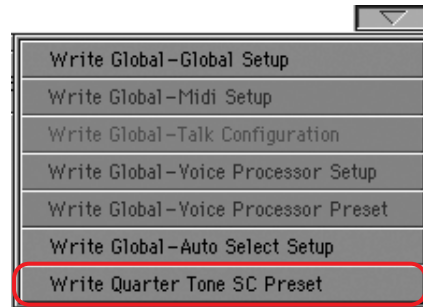 Write Global-Global Setup
Write Global-Midi Setup
Write Global-Talk Configuration
Write Global-Voice Processor Setup
Write Global-Voice Processor Preset
Write Global-Auto Select Setup
Write Quarter Tone SC Preset